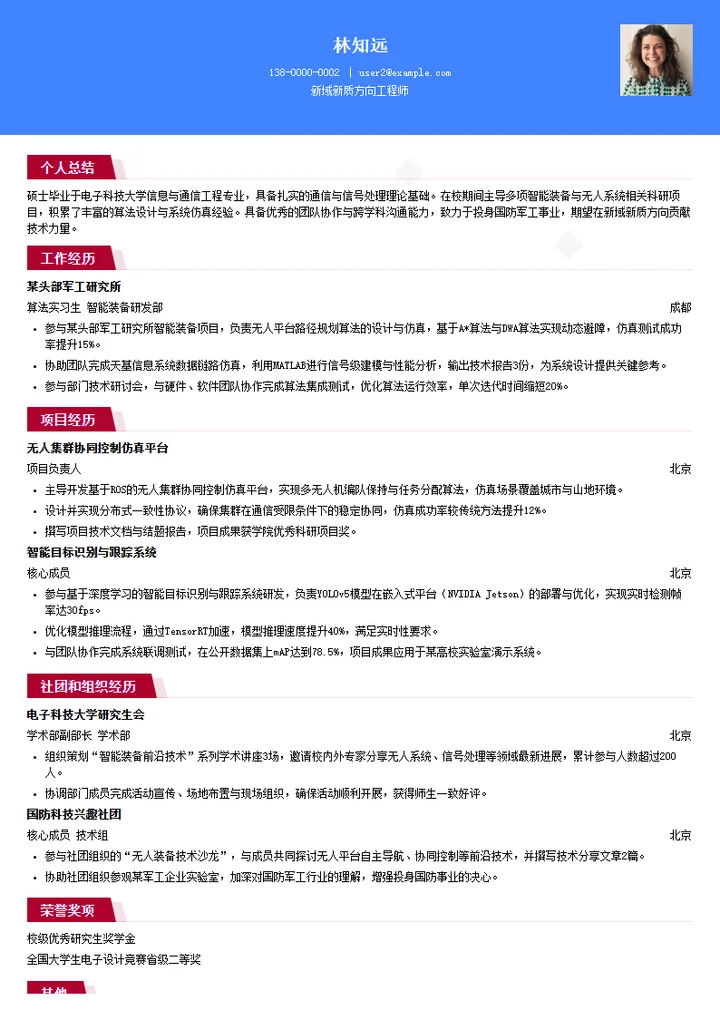 林知远
138-0000-0002 | user2@example.com
新域新质方向工程师
个人总结
硕士毕业于电子科技大学信息与通信工程专业，具备扎实的通信与信号处理理论基础。在校期间主导多项智能装备与无人系统相关科研项
目，积累了丰富的算法设计与系统仿真经验。具备优秀的团队协作与跨学科沟通能力，致力于投身国防军工事业，期望在新域新质方向贡献
技术力量。
工作经历
某头部军工研究所
算法实习生 智能装备研发部 成都
• 参与某头部军工研究所智能装备项目，负责无人平台路径规划算法的设计与仿真，基于A*算法与DWA算法实现动态避障，仿真测试成功
率提升15%。
• 协助团队完成天基信息系统数据链路仿真，利用MATLAB进行信号级建模与性能分析，输出技术报告3份，为系统设计提供关键参考。
• 参与部门技术研讨会，与硬件、软件团队协作完成算法集成测试，优化算法运行效率，单次迭代时间缩短20%。
项目经历
无人集群协同控制仿真平台
项目负责人 北京
• 主导开发基于ROS的无人集群协同控制仿真平台，实现多无人机编队保持与任务分配算法，仿真场景覆盖城市与山地环境。
• 设计并实现分布式一致性协议，确保集群在通信受限条件下的稳定协同，仿真成功率较传统方法提升12%。
• 撰写项目技术文档与结题报告，项目成果获学院优秀科研项目奖。
智能目标识别与跟踪系统
核心成员 北京
• 参与基于深度学习的智能目标识别与跟踪系统研发，负责YOLOv5模型在嵌入式平台（NVIDIA Jetson）的部署与优化，实现实时检测帧
率达30fps。
• 优化模型推理流程，通过TensorRT加速，模型推理速度提升40%，满足实时性要求。
• 与团队协作完成系统联调测试，在公开数据集上mAP达到78.5%，项目成果应用于某高校实验室演示系统。
社团和组织经历
电子科技大学研究生会
学术部副部长 学术部 北京
• 组织策划“智能装备前沿技术”系列学术讲座3场，邀请校内外专家分享无人系统、信号处理等领域最新进展，累计参与人数超过200
人。
• 协调部门成员完成活动宣传、场地布置与现场组织，确保活动顺利开展，获得师生一致好评。
国防科技兴趣社团
核心成员 技术组 北京
• 参与社团组织的“无人装备技术沙龙”，与成员共同探讨无人平台自主导航、协同控制等前沿技术，并撰写技术分享文章2篇。
• 协助社团组织参观某军工企业实验室，加深对国防军工行业的理解，增强投身国防事业的决心。
荣誉奖项
校级优秀研究生奖学金
全国大学生电子设计竞赛省级二等奖
其他